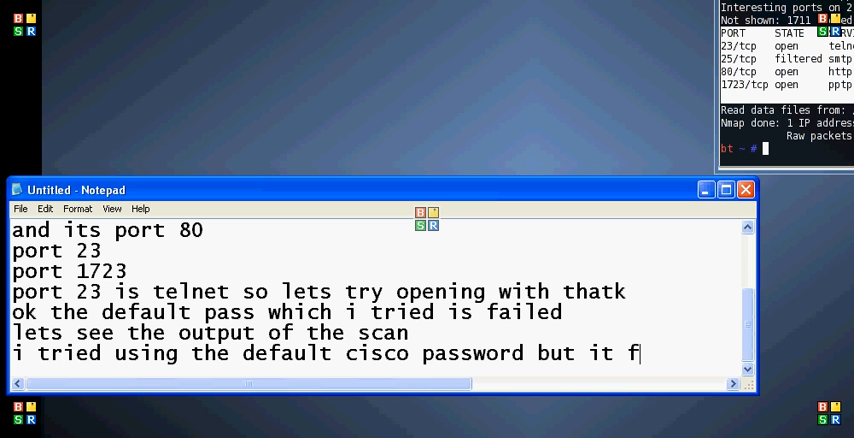 Interesting ports on 2
Not shown: 1711
PORT STATE
23/tcp open teln
25/tcp filtered smtp
80/tcp open http
1723/tcp open pptp
Read data files from:
Nmap done: 1 IP addres
Raw packets
bt ~ #
Untitled - Notepad
File Edit Format View Help
and its port 80
port 23
port 1723
port 23 is telnet so lets try opening with thatk
ok the default pass which i tried is failed
lets see the output of the scan
i tried using the default cisco password but it f
B S R
B S R
B S R
B S R
B S R